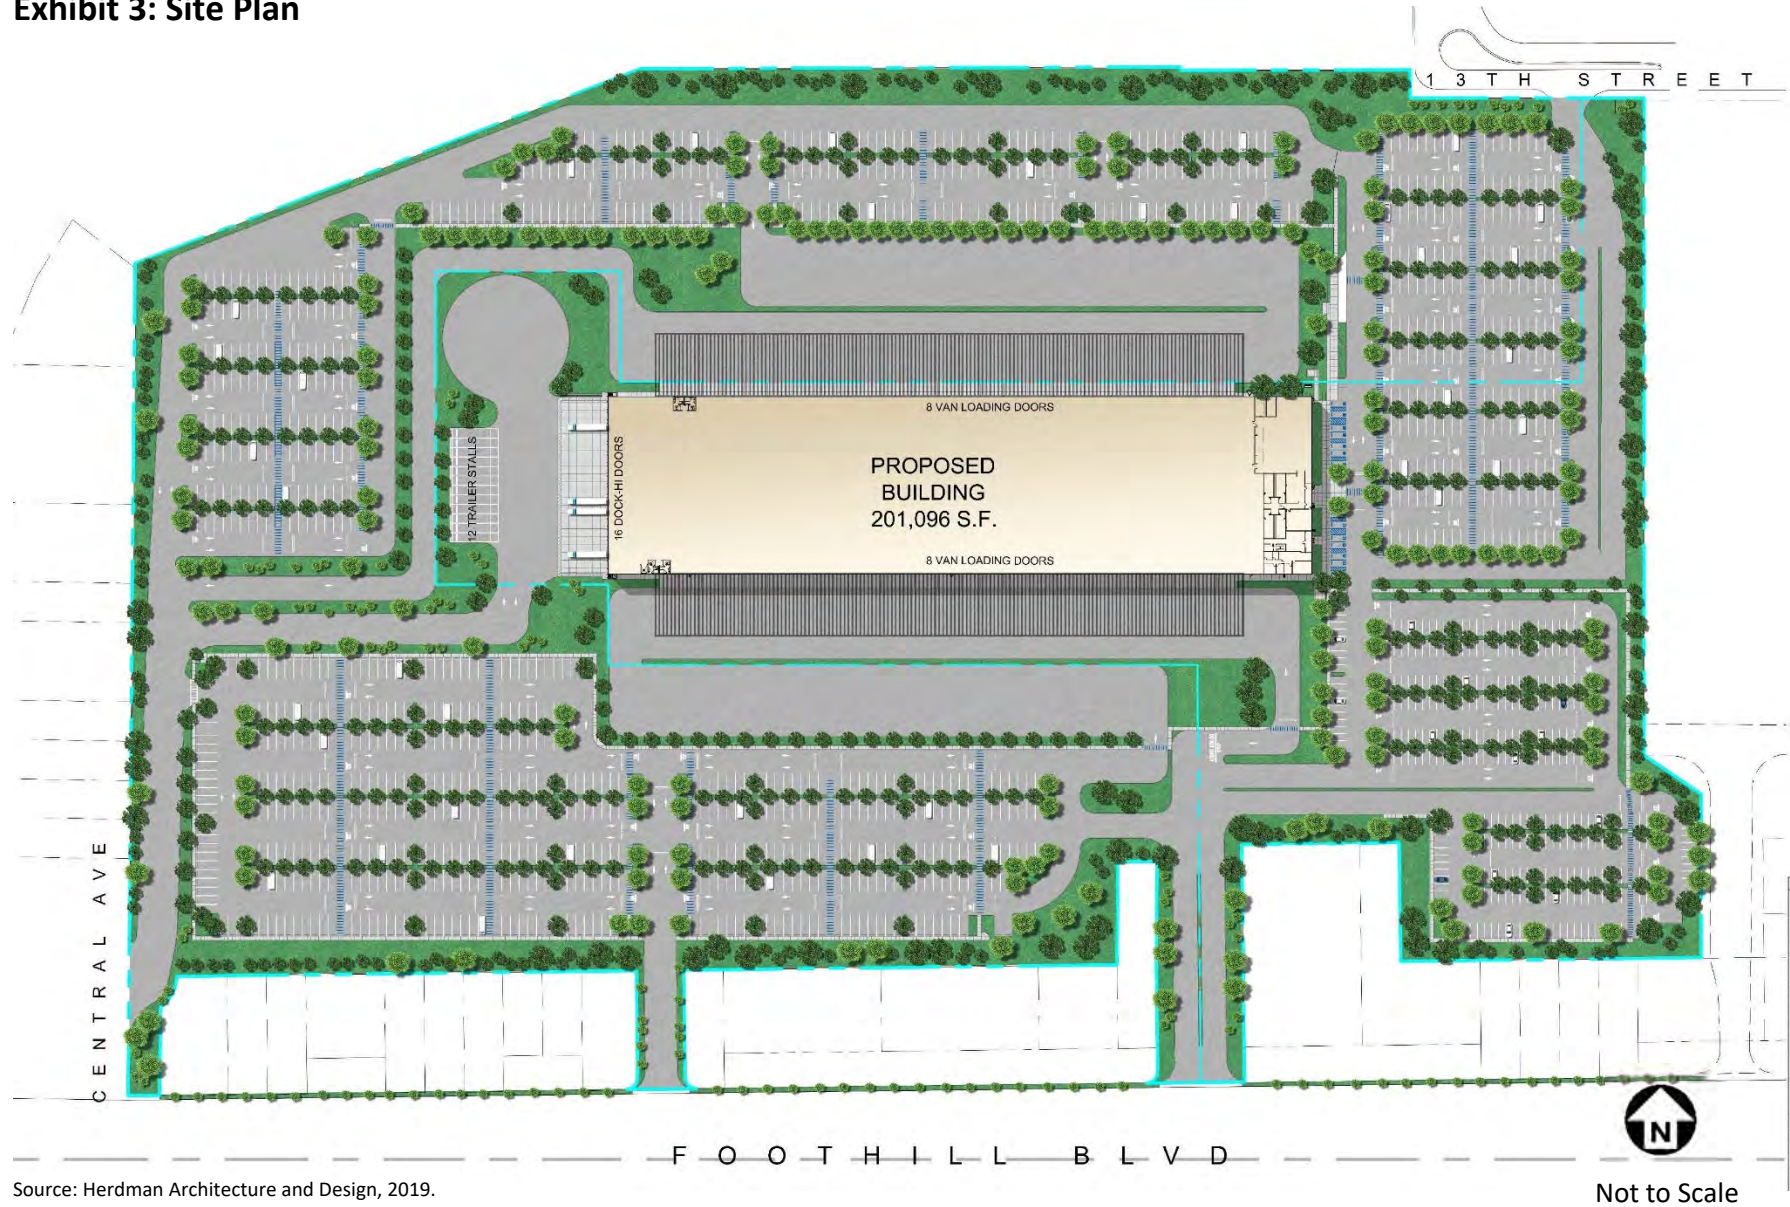 Exhibit 3: Site Plan
13TH STREET
8 VAN LOADING DOORS
12 TRAILER STALLS
16 DOCK-HI DOORS
PROPOSED
BUILDING
201,096 S.F.
8 VAN LOADING DOORS
CENTRAL AVE
FOOTHILL BLVD
N
Source: Herdman Architecture and Design, 2019.
Not to Scale